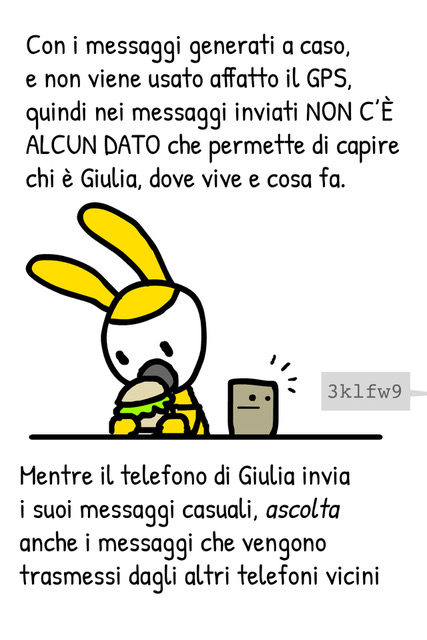 Con i messaggi generati a caso,
e non viene usato affatto il GPS,
quindi nei messaggi inviati NON C'È
ALCUN DATO che permette di capire
chi è Giulia, dove vive e cosa fa.
3klfw9
Mentre il telefono di Giulia invia
i suoi messaggi casuali, ascolta
anche i messaggi che vengono
trasmessi dagli altri telefoni vicini